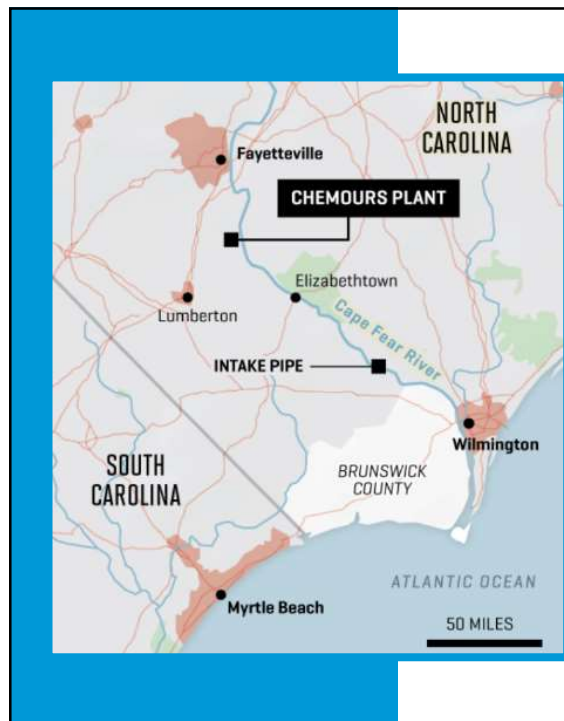 NORTH
CAROLINA
Fayetteville
CHEMOURS PLANT
Elizabethtown
Lumberton
Cape Fear River
INTAKE PIPE
Wilmington
SOUTH
CAROLINA
BRUNSWICK
COUNTY
ATLANTIC OCEAN
Myrtle Beach
50 MILES